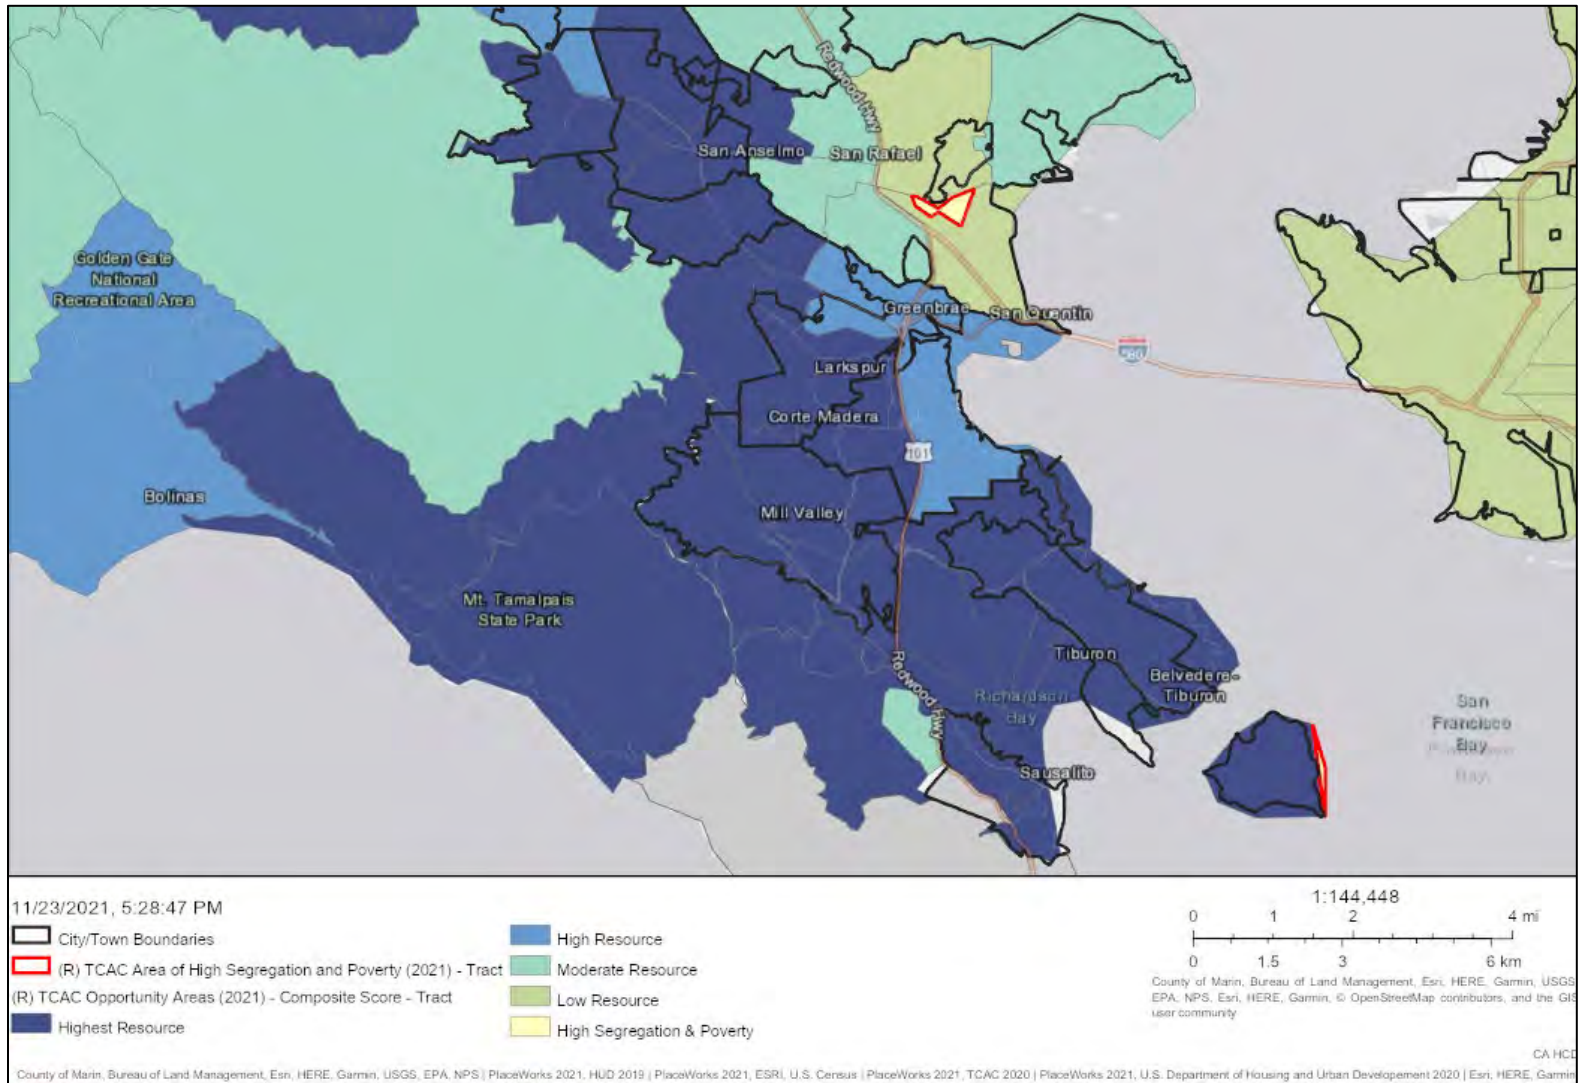 Redwood Hwy
San Anselmo
San Rafael
Golden Gate
National
Recreational Area
Greenbrae
San Quentin
580
Larkspur
Corte Madera
101
Bolinas
Mill Valley
Mt. Tamalpais
State Park
Tiburon
Belvedere-
Tiburon
Redwood Hwy
Richardson
Bay
San
Francisco
Bay
Bay
Sausalito
11/23/2021, 5:28:47 PM
City/Town Boundaries
(R) TCAC Area of High Segregation and Poverty (2021) - Tract
(R) TCAC Opportunity Areas (2021) - Composite Score - Tract
Highest Resource
High Resource
Moderate Resource
Low Resource
High Segregation & Poverty
1:144,448
0 1 2 4 mi
0 1.5 3 6 km
County of Marin, Bureau of Land Management, Esri, HERE, Garmin, USGS,
EPA, NPS, Esri, HERE, Garmin, © OpenStreetMap contributors, and the GIS
user community
CA HCD
County of Marin, Bureau of Land Management, Esri, HERE, Garmin, USGS, EPA, NPS | PlaceWorks 2021, HUD 2019 | PlaceWorks 2021, ESRI, U.S. Census | PlaceWorks 2021, TCAC 2020 | PlaceWorks 2021, U.S. Department of Housing and Urban Developement 2020 | Esri, HERE, Garmin